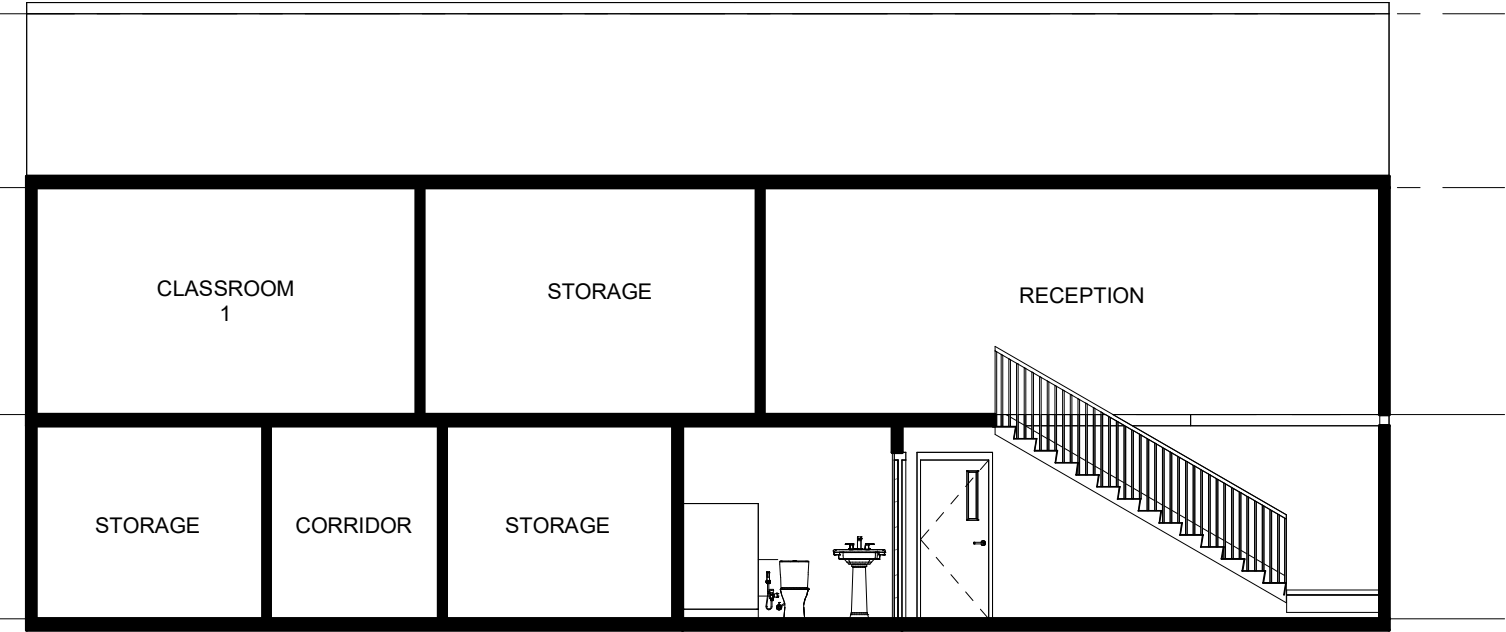 CLASSROOM
1
STORAGE
RECEPTION
STORAGE
CORRIDOR
STORAGE